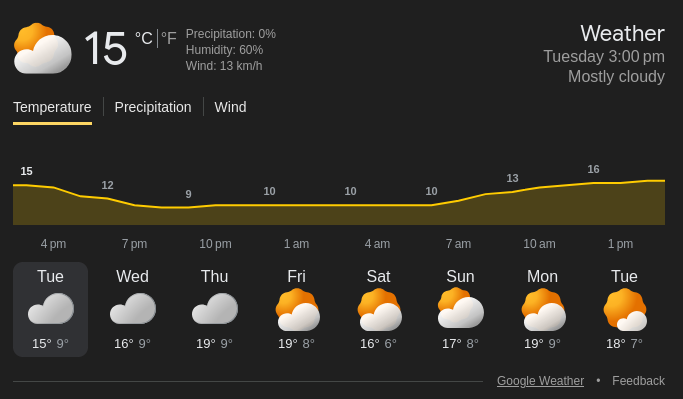 15 °C | °F
Precipitation: 0%
Humidity: 60%
Wind: 13 km/h
Weather
Tuesday 3:00 pm
Mostly cloudy
Temperature | Precipitation | Wind
15 12 9 10 10 10 13 16
4 pm 7 pm 10 pm 1 am 4 am 7 am 10 am 1 pm
Tue Wed Thu Fri Sat Sun Mon Tue
15° 9° 16° 9° 19° 9° 19° 8° 16° 6° 17° 8° 19° 9° 18° 7°
Google Weather • Feedback